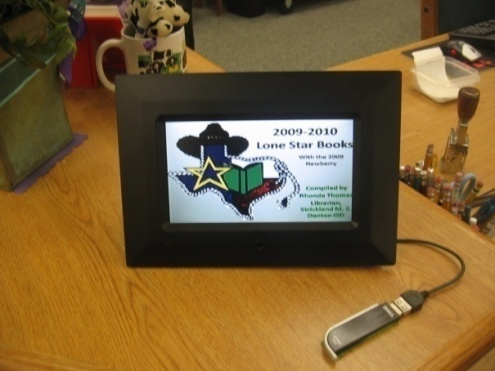 2009-2010
Lone Star Books
With the 2009
Newberry
Compiled by
Rhonda Thomas
Librarian,
Strickland M. S.
Denton ISD